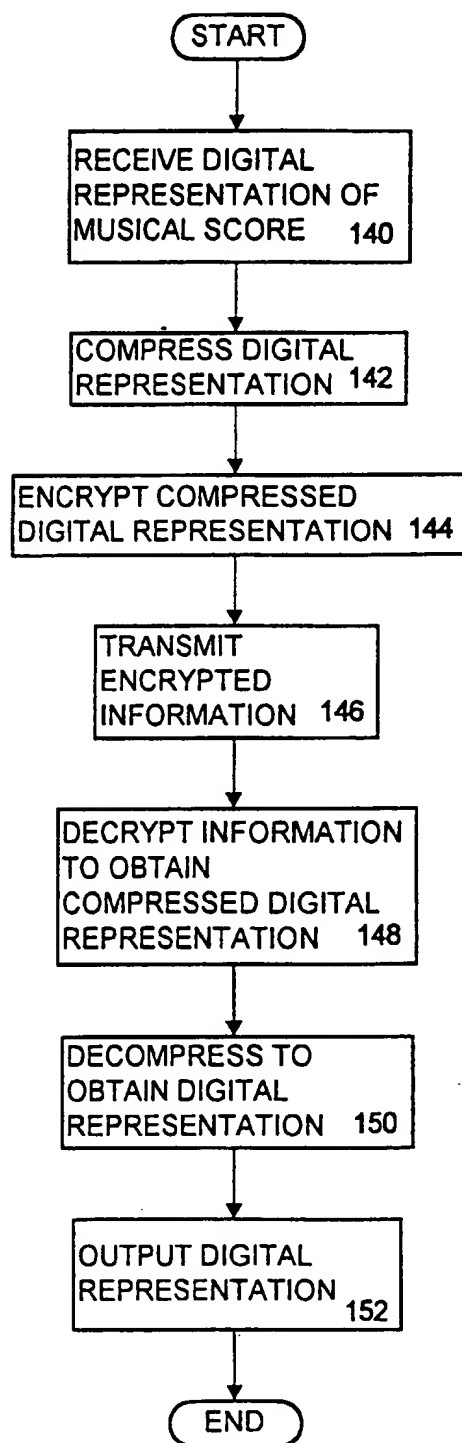 START
RECEIVE DIGITAL
REPRESENTATION OF
MUSICAL SCORE 140
COMPRESS DIGITAL
REPRESENTATION 142
ENCRYPT COMPRESSED
DIGITAL REPRESENTATION 144
TRANSMIT
ENCRYPTED
INFORMATION 146
DECRYPT INFORMATION
TO OBTAIN
COMPRESSED DIGITAL
REPRESENTATION 148
DECOMPRESS TO
OBTAIN DIGITAL
REPRESENTATION 150
OUTPUT DIGITAL
REPRESENTATION
152
END